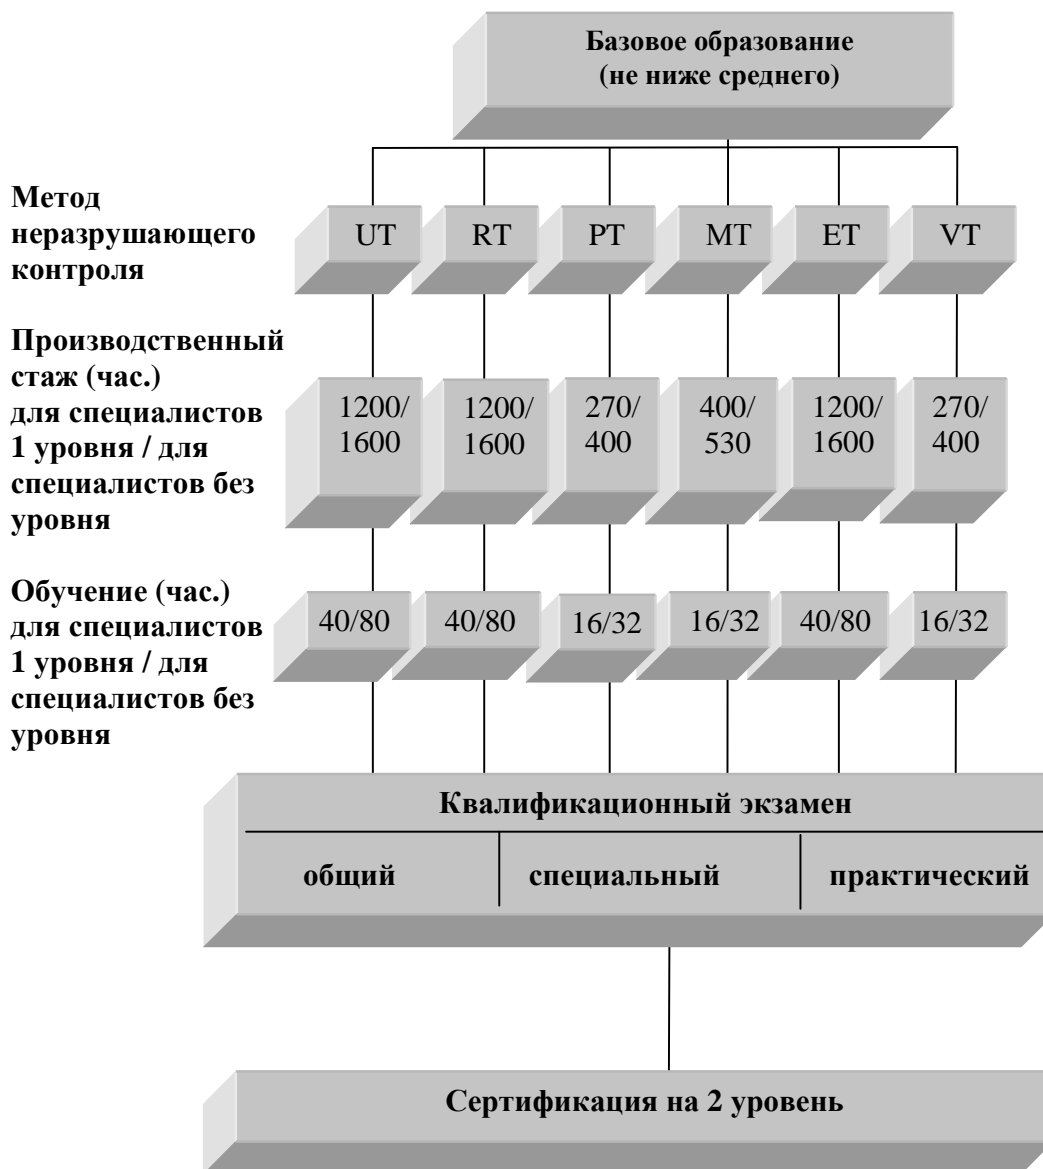 Базовое образование
(не ниже среднего)
Метод
неразрушающего
контроля
UT
RT
PT
MT
ET
VT
Производственный
стаж (час.)
для специалистов
1 уровня / для
специалистов без
уровня
1200/
1600
1200/
1600
270/
400
400/
530
1200/
1600
270/
400
Обучение (час.)
для специалистов
1 уровня / для
специалистов без
уровня
40/80
40/80
16/32
16/32
40/80
16/32
Квалификационный экзамен
общий
специальный
практический
Сертификация на 2 уровень